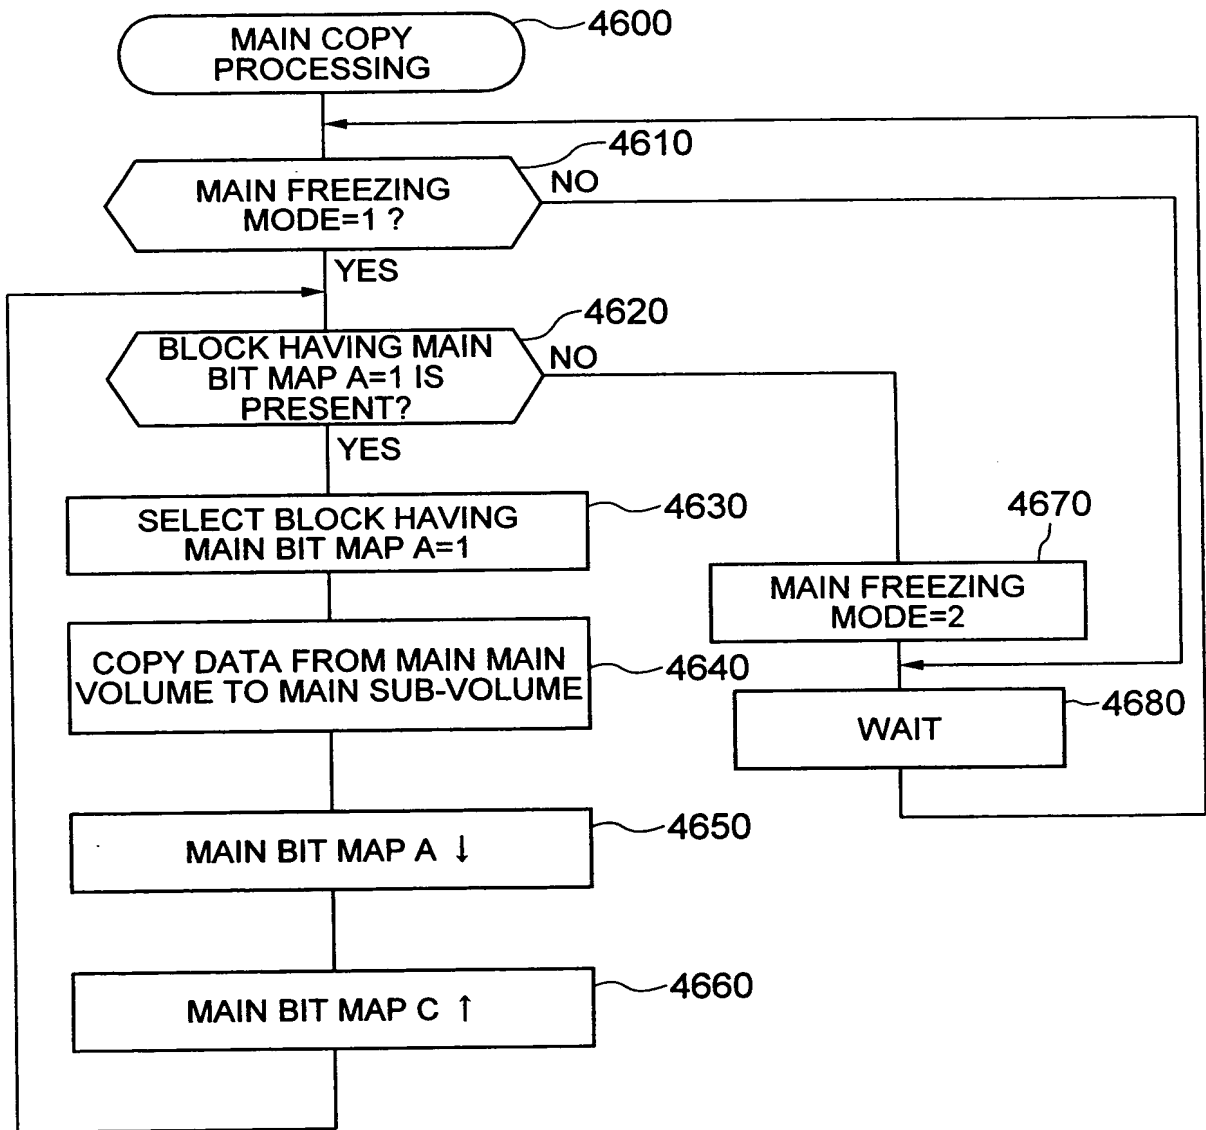 MAIN COPY
PROCESSING
4600
MAIN FREEZING
MODE=1 ?
4610
NO
YES
BLOCK HAVING MAIN
BIT MAP A=1 IS
PRESENT?
4620
NO
YES
SELECT BLOCK HAVING
MAIN BIT MAP A=1
4630
COPY DATA FROM MAIN MAIN
VOLUME TO MAIN SUB-VOLUME
4640
MAIN BIT MAP A ↓
4650
MAIN BIT MAP C ↑
4660
MAIN FREEZING
MODE=2
4670
WAIT
4680